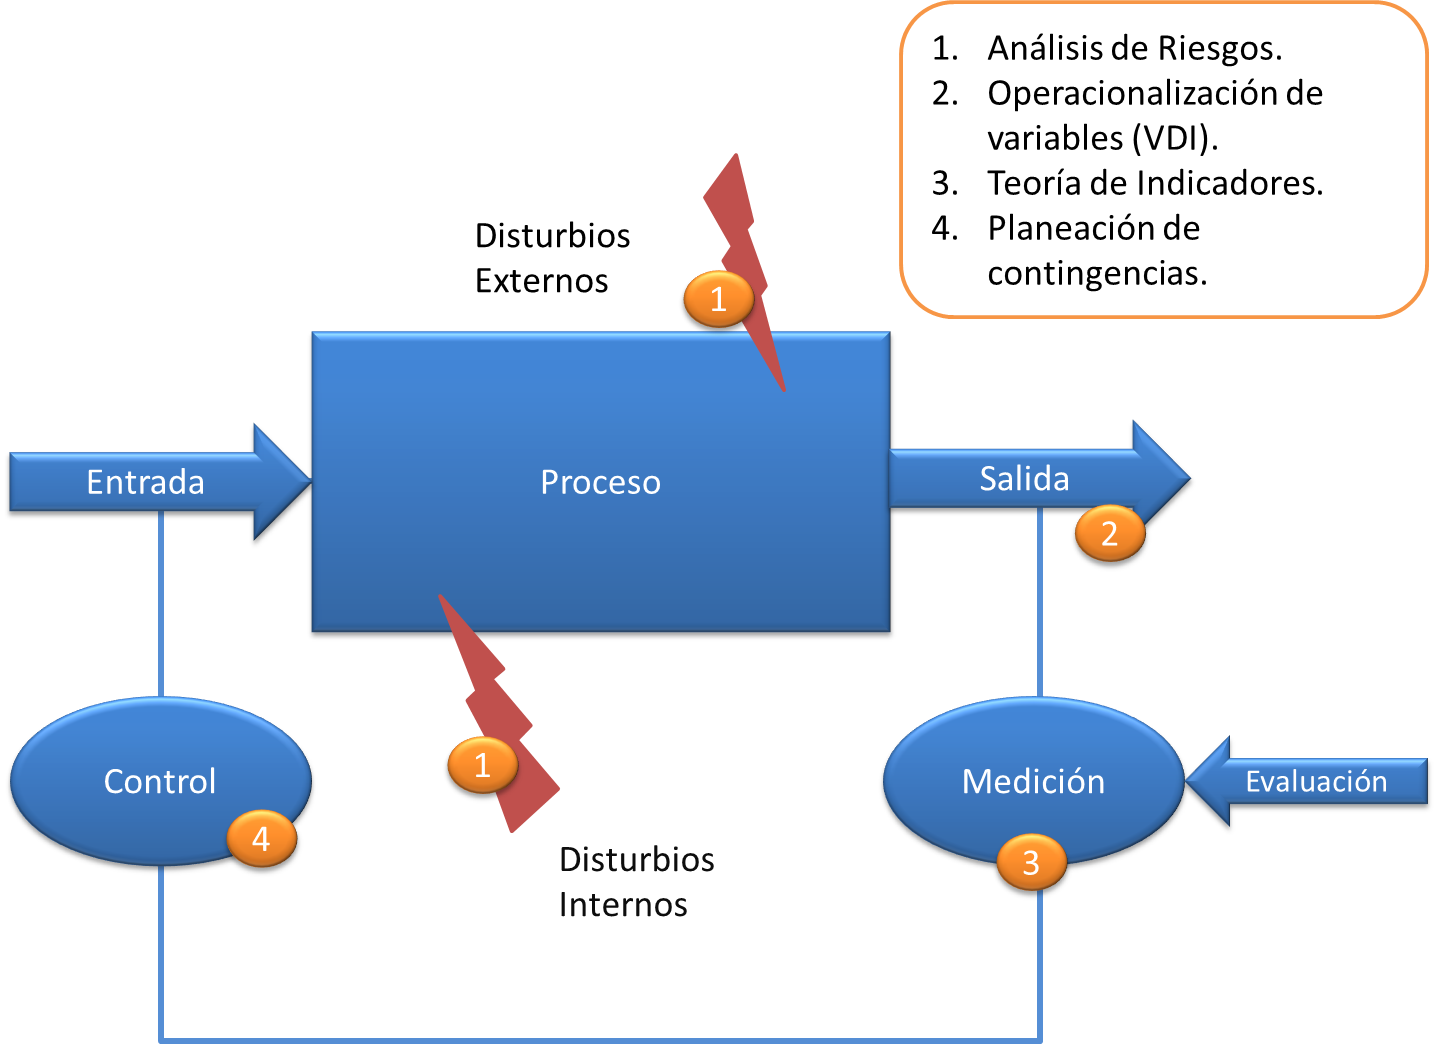 1. Análisis de Riesgos.
2. Operacionalización de
variables (VDI).
3. Teoría de Indicadores.
4. Planeación de
contingencias.
Disturbios
Externos
1
Entrada
Proceso
Salida
2
Control
4
1
Medición
3
Evaluación
Disturbios
Internos